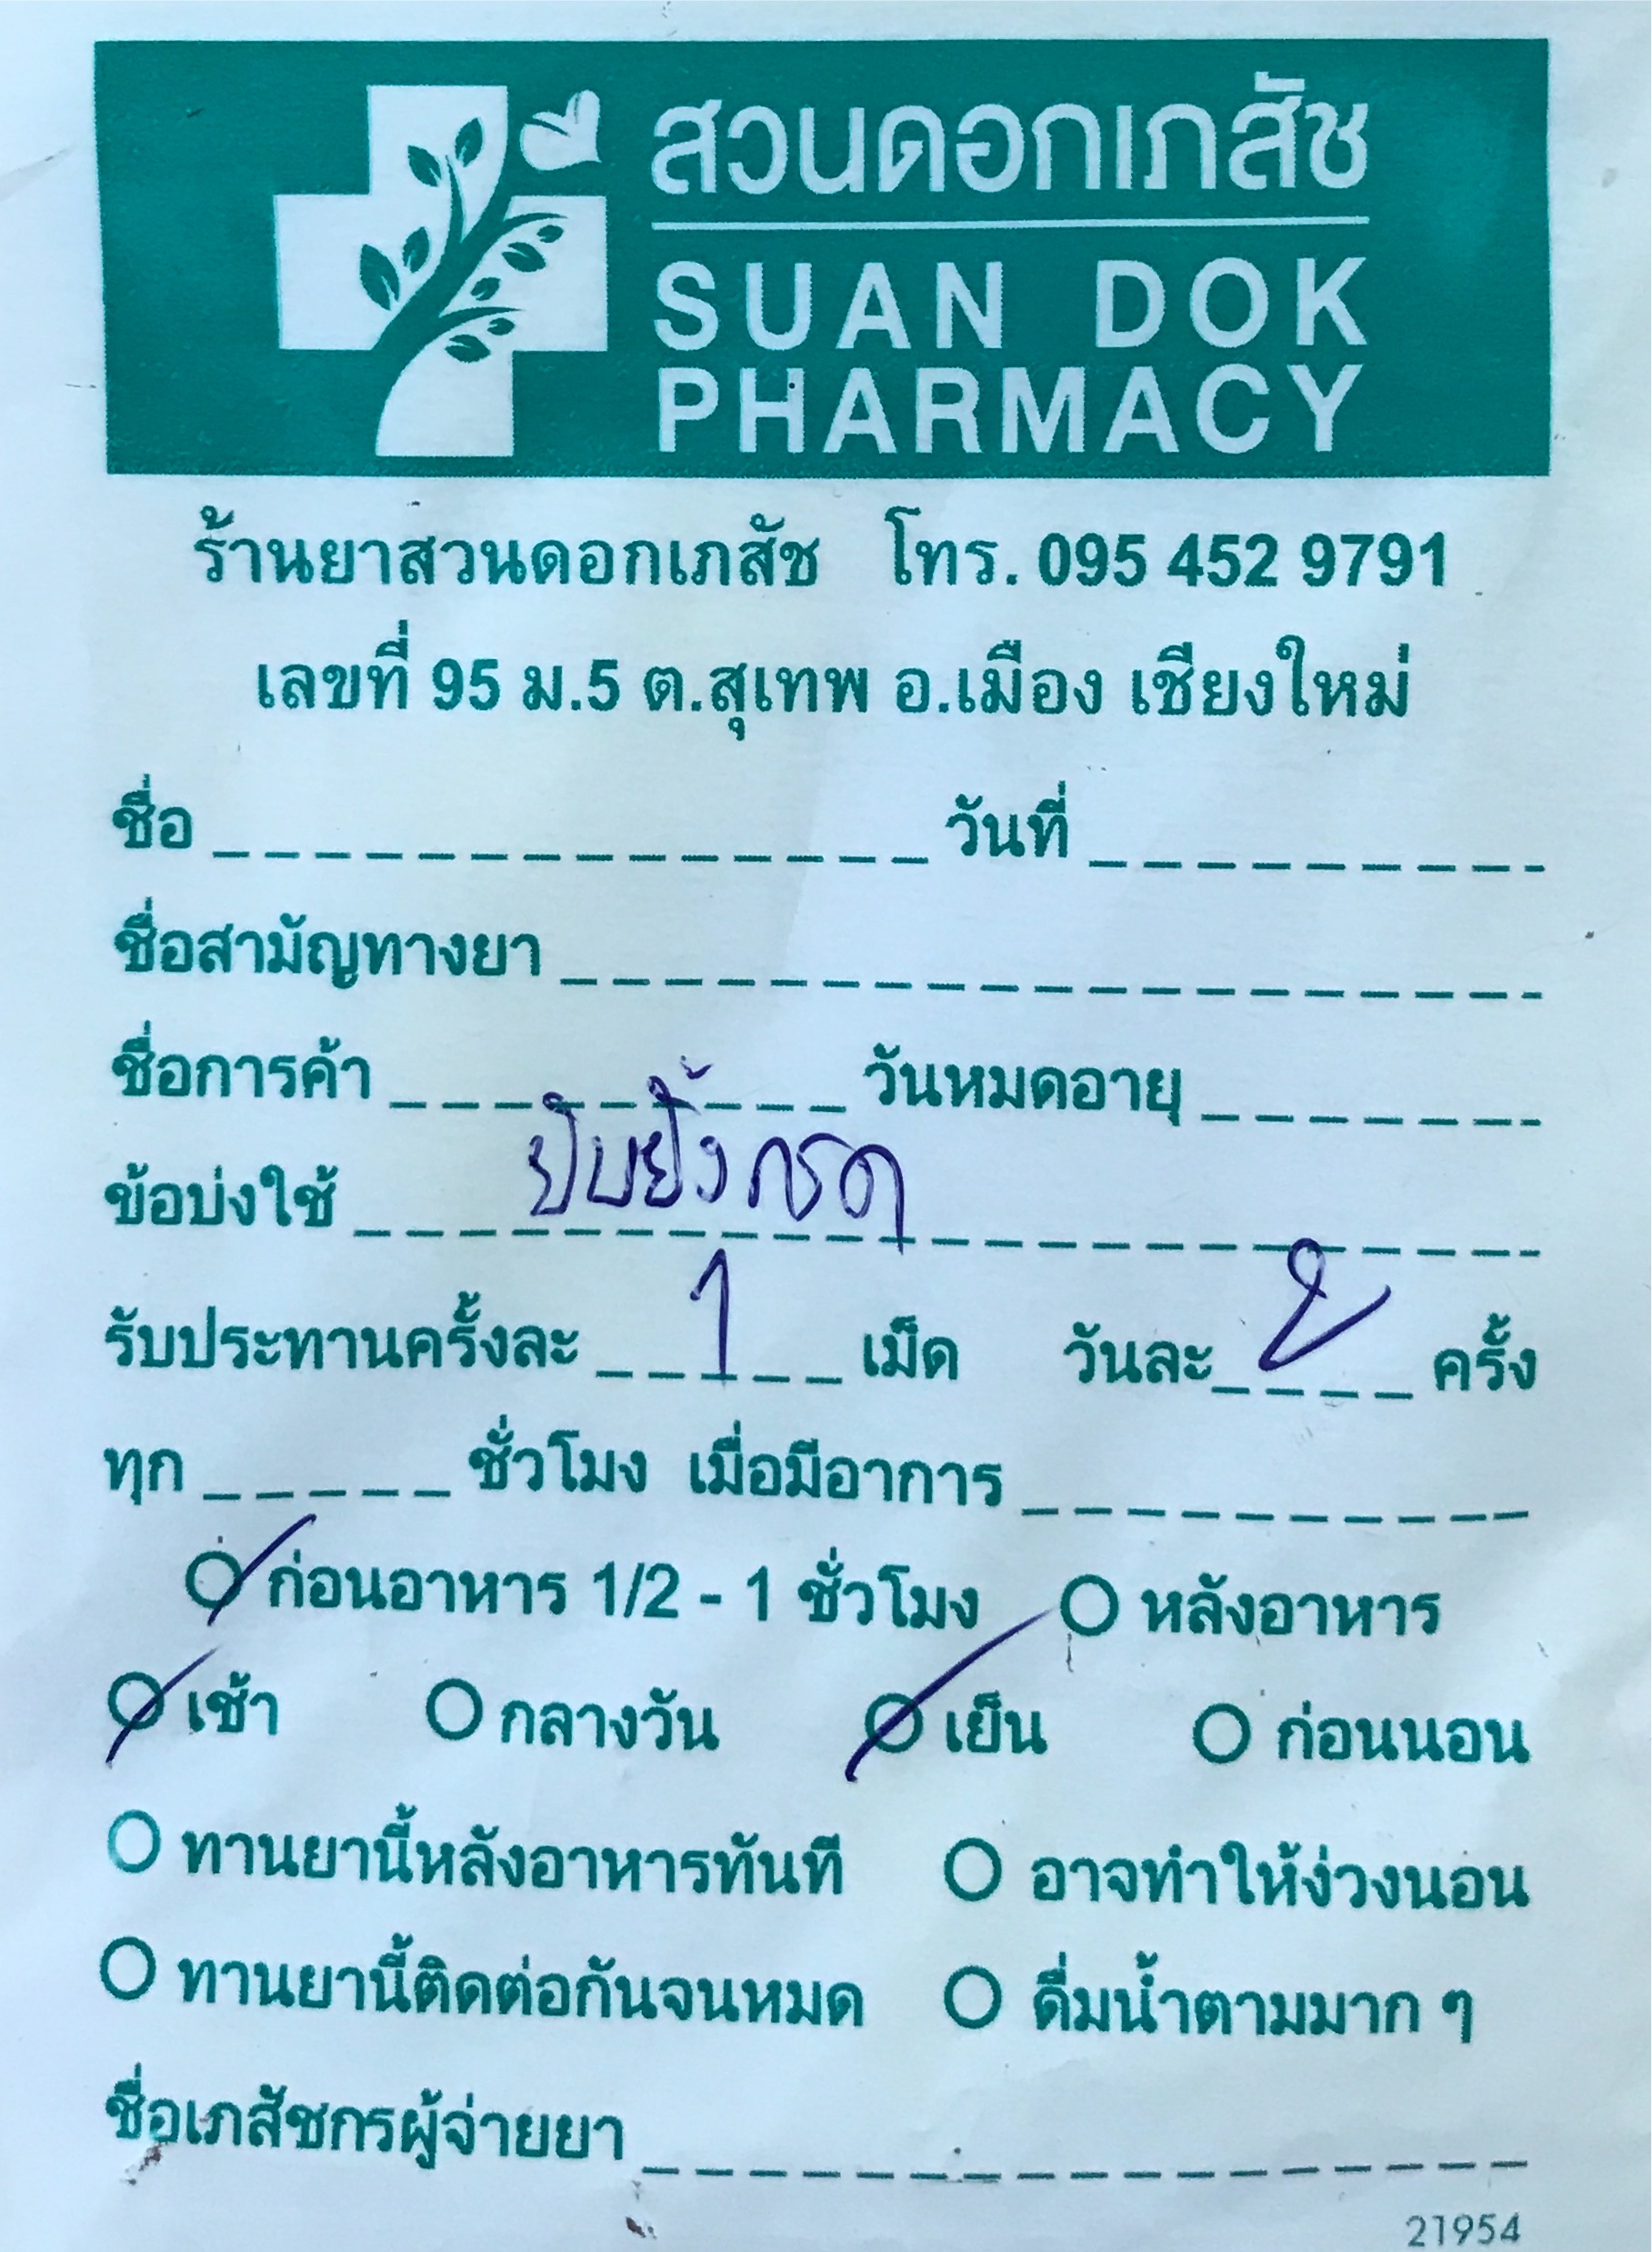 สวนดอกเภสัช
SUAN DOK
PHARMACY
ร้านยาสวนดอกเภสัช โทร. 095 452 9791
เลขที่ 95 ม.5 ต.สุเทพ อ.เมือง เชียงใหม่
ชื่อ _ _ _ _ _ _ _ _ _ _ _ _ _ _ วันที่ _ _ _ _ _ _ _ _ _
ชื่อสามัญทางยา _ _ _ _ _ _ _ _ _ _ _ _ _ _ _ _ _ _ _
ชื่อการค้า _ _ _ _ _ _ _ _ _ วันหมดอายุ _ _ _ _ _ _ _
ข้อบ่งใช้ ยับยั้งกรด
รับประทานครั้งละ 1 เม็ด วันละ 2 ครั้ง
ทุก _ _ _ _ _ ชั่วโมง เมื่อมีอาการ _ _ _ _ _ _ _ _ _ _
ก่อนอาหาร 1/2 - 1 ชั่วโมง หลังอาหาร
เช้า กลางวัน เย็น ก่อนนอน
ทานยานี้หลังอาหารทันที อาจทำให้ง่วงนอน
ทานยานี้ติดต่อกันจนหมด ดื่มน้ำตามมาก ๆ
ชื่อเภสัชกรผู้จ่ายยา _ _ _ _ _ _ _ _ _ _ _ _ _ _ _ _ _
21954